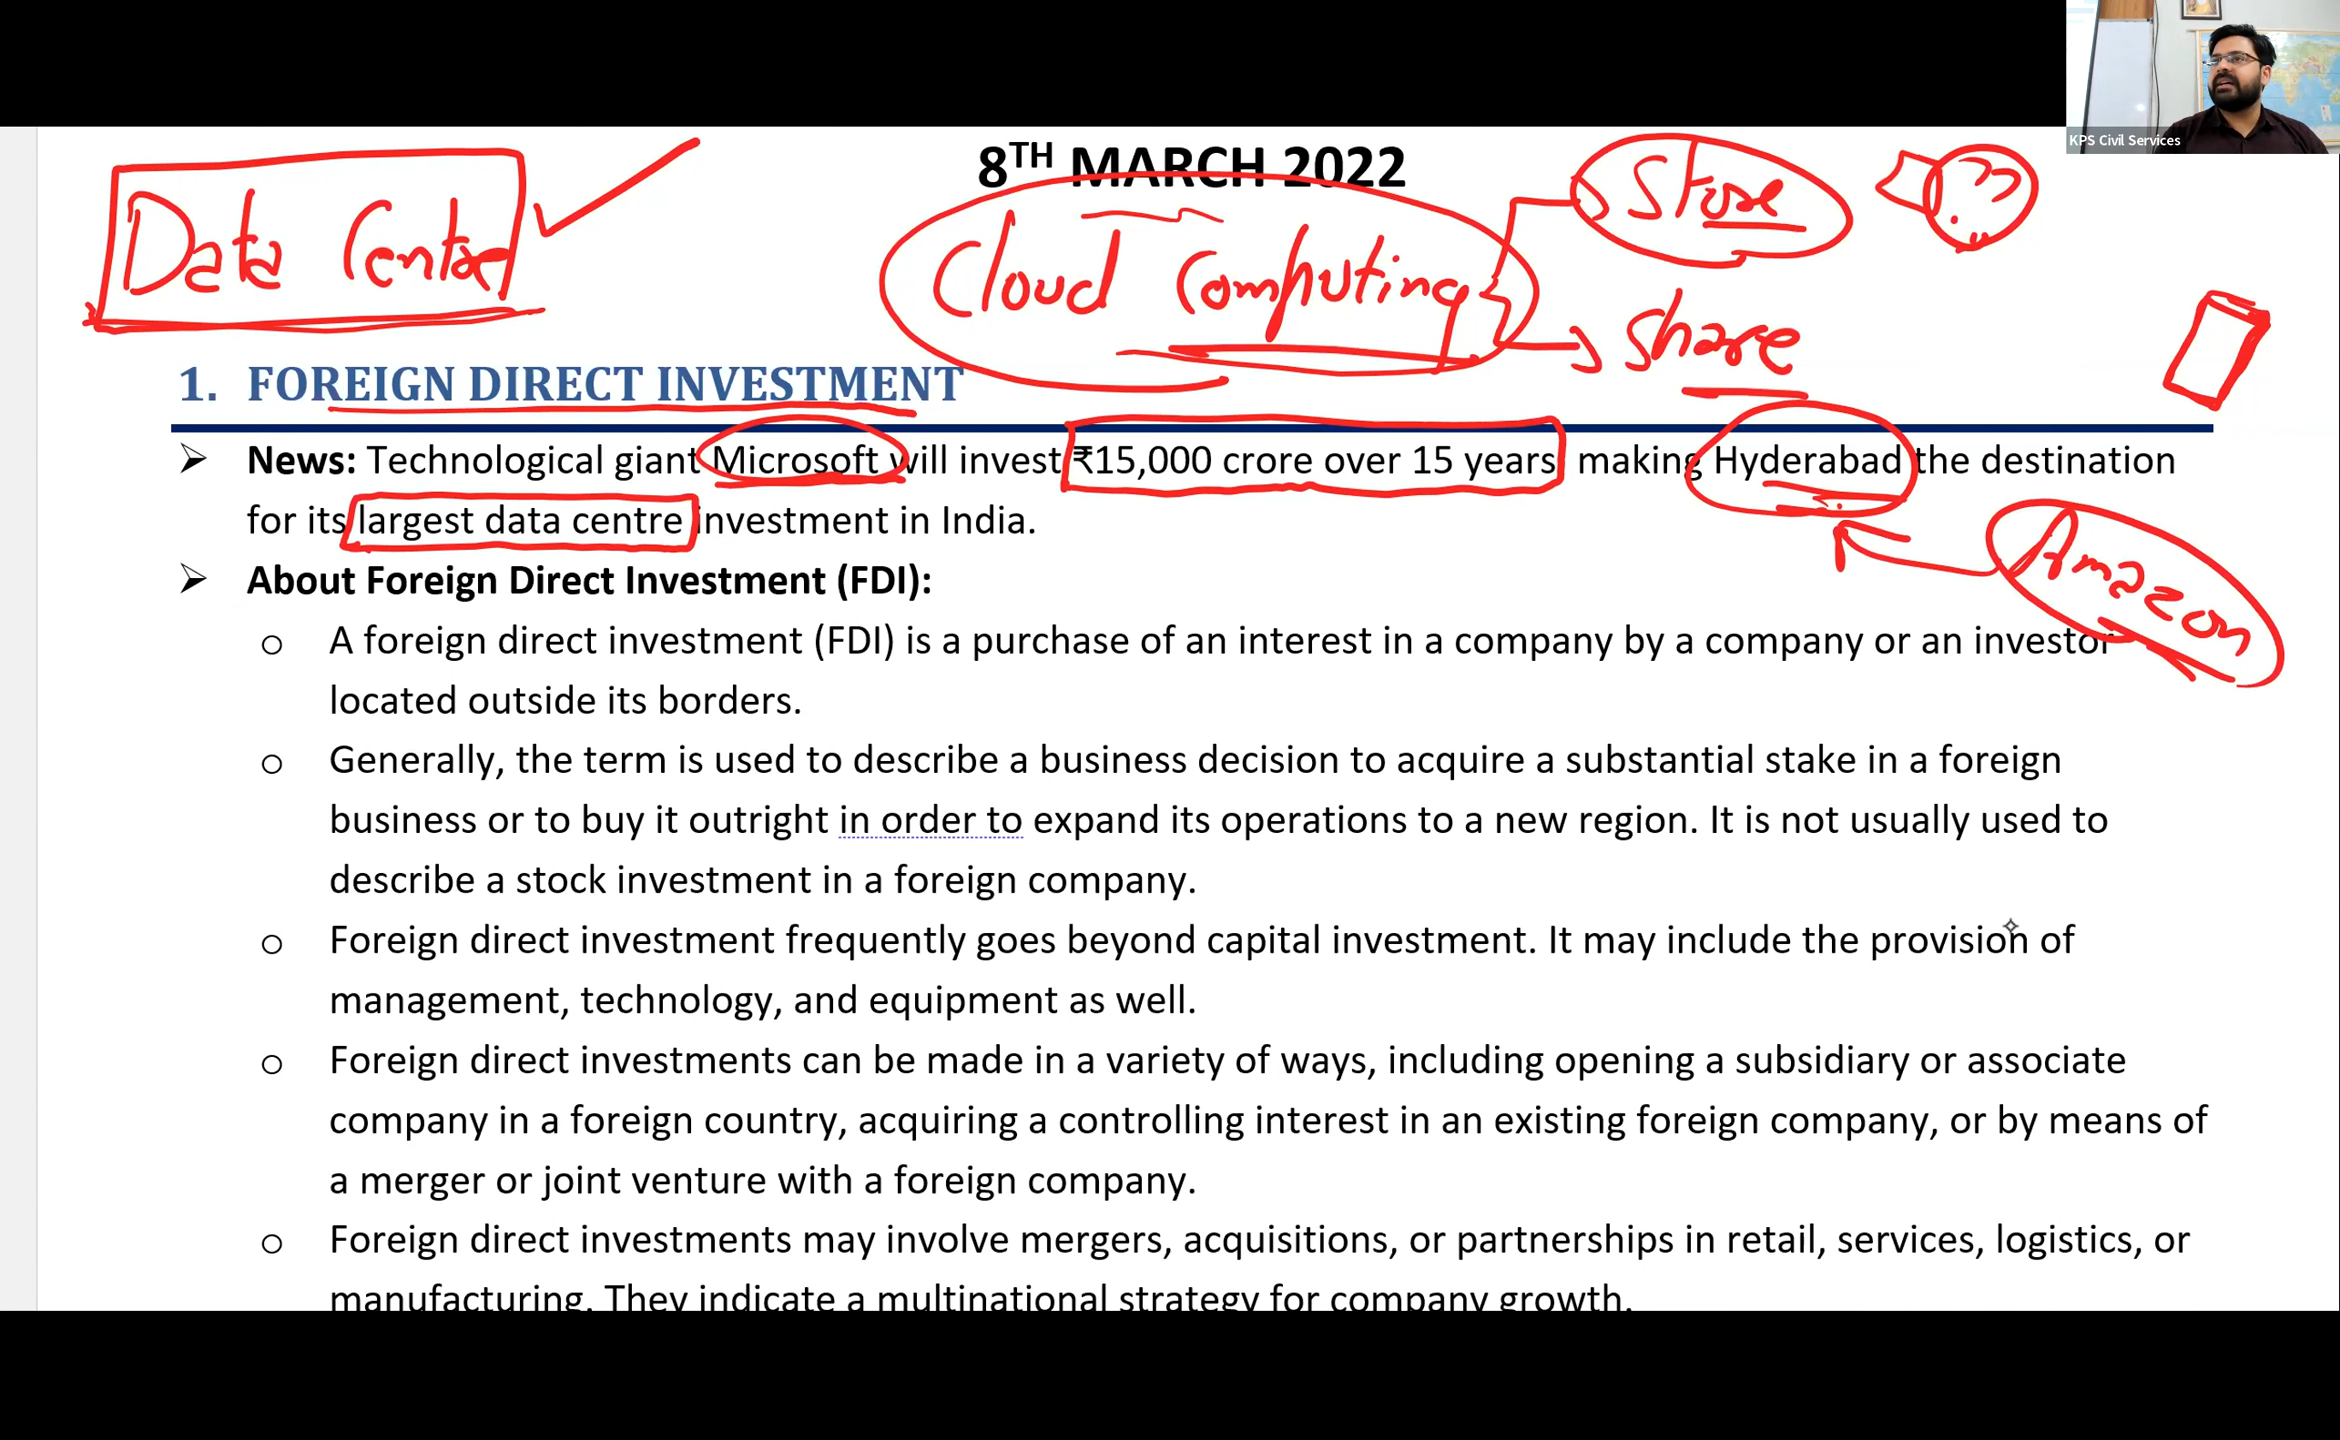 KPS Civil Services
8TH MARCH 2022
Data Centre
Cloud Computing
Store
Share
1. FOREIGN DIRECT INVESTMENT
➢ News: Technological giant Microsoft will invest ₹15,000 crore over 15 years making Hyderabad the destination
for its largest data centre investment in India.
Amazon
➢ About Foreign Direct Investment (FDI):
o A foreign direct investment (FDI) is a purchase of an interest in a company by a company or an investor
located outside its borders.
o Generally, the term is used to describe a business decision to acquire a substantial stake in a foreign
business or to buy it outright in order to expand its operations to a new region. It is not usually used to
describe a stock investment in a foreign company.
o Foreign direct investment frequently goes beyond capital investment. It may include the provision of
management, technology, and equipment as well.
o Foreign direct investments can be made in a variety of ways, including opening a subsidiary or associate
company in a foreign country, acquiring a controlling interest in an existing foreign company, or by means of
a merger or joint venture with a foreign company.
o Foreign direct investments may involve mergers, acquisitions, or partnerships in retail, services, logistics, or
manufacturing. They indicate a multinational strategy for company growth.